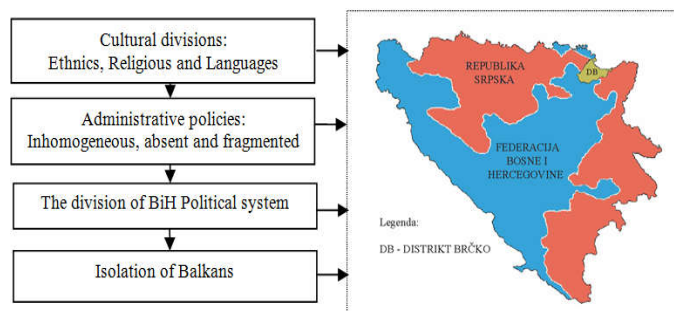 Cultural divisions:
Ethnics, Religious and Languages
Administrative policies:
Inhomogeneous, absent and fragmented
The division of BiH Political system
Isolation of Balkans
REPUBLIKA
SRPSKA
DB
FEDERACIJA
BOSNE I
HERCEGOVINE
Legenda:
DB - DISTRIKT BRČKO